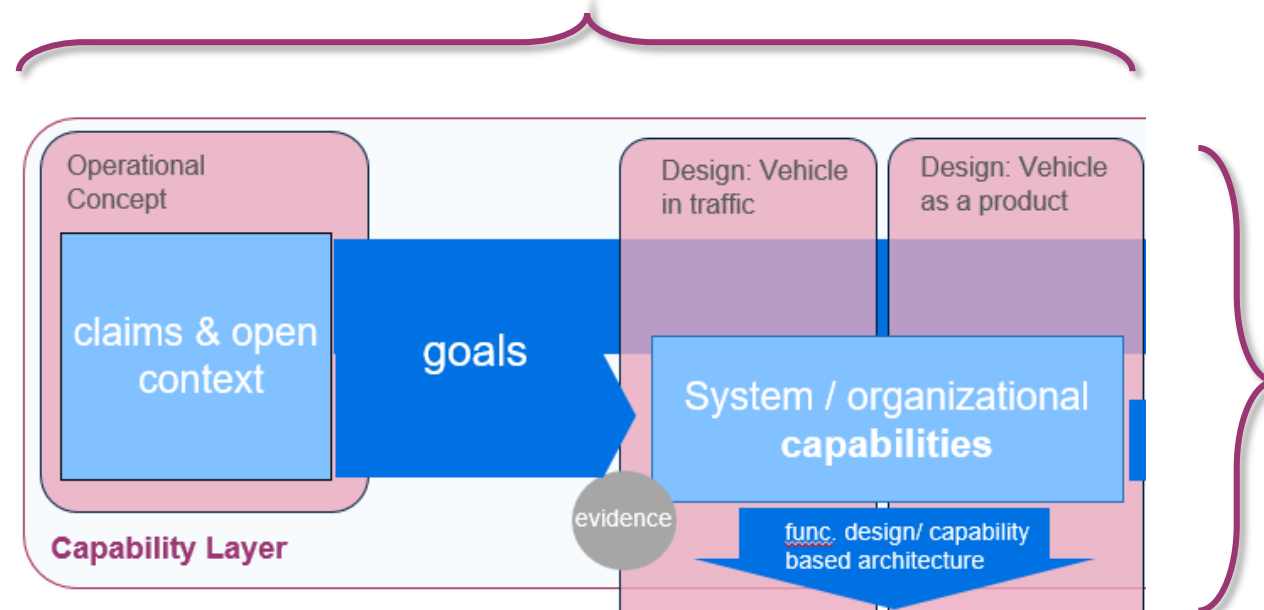 Operational
Concept
Design: Vehicle
in traffic
Design: Vehicle
as a product
claims & open
context
goals
System / organizational
capabilities
evidence
func. design/ capability
based architecture
Capability Layer